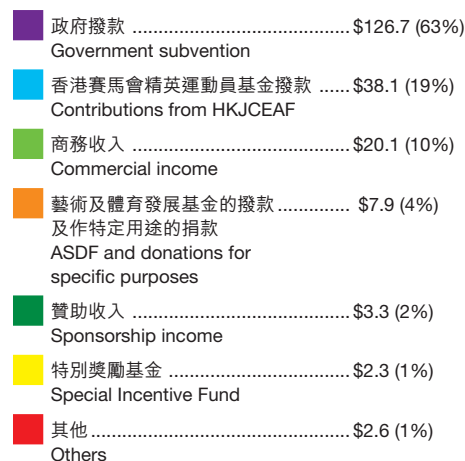 政府撥款 .......................................... $126.7 (63%)
Government subvention
香港賽馬會精英運動員基金撥款 ...... $38.1 (19%)
Contributions from HKJCEAF
商務收入 .......................................... $20.1 (10%)
Commercial income
藝術及體育發展基金的撥款.............. $7.9 (4%)
及作特定用途的捐款
ASDF and donations for
specific purposes
贊助收入 .......................................... $3.3 (2%)
Sponsorship income
特別獎勵基金 ................................... $2.3 (1%)
Special Incentive Fund
其他.................................................. $2.6 (1%)
Others